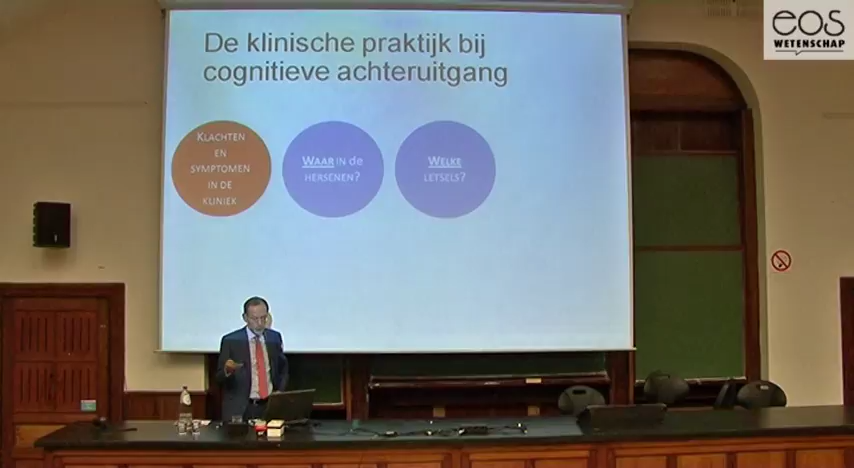 eos
WETENSCHAP
De klinische praktijk bij
cognitieve achteruitgang
KLACHTEN
EN
SYMPTOMEN
IN DE
KLINIEK
WAAR IN de
HERSENEN?
WELKE
LETSELS?